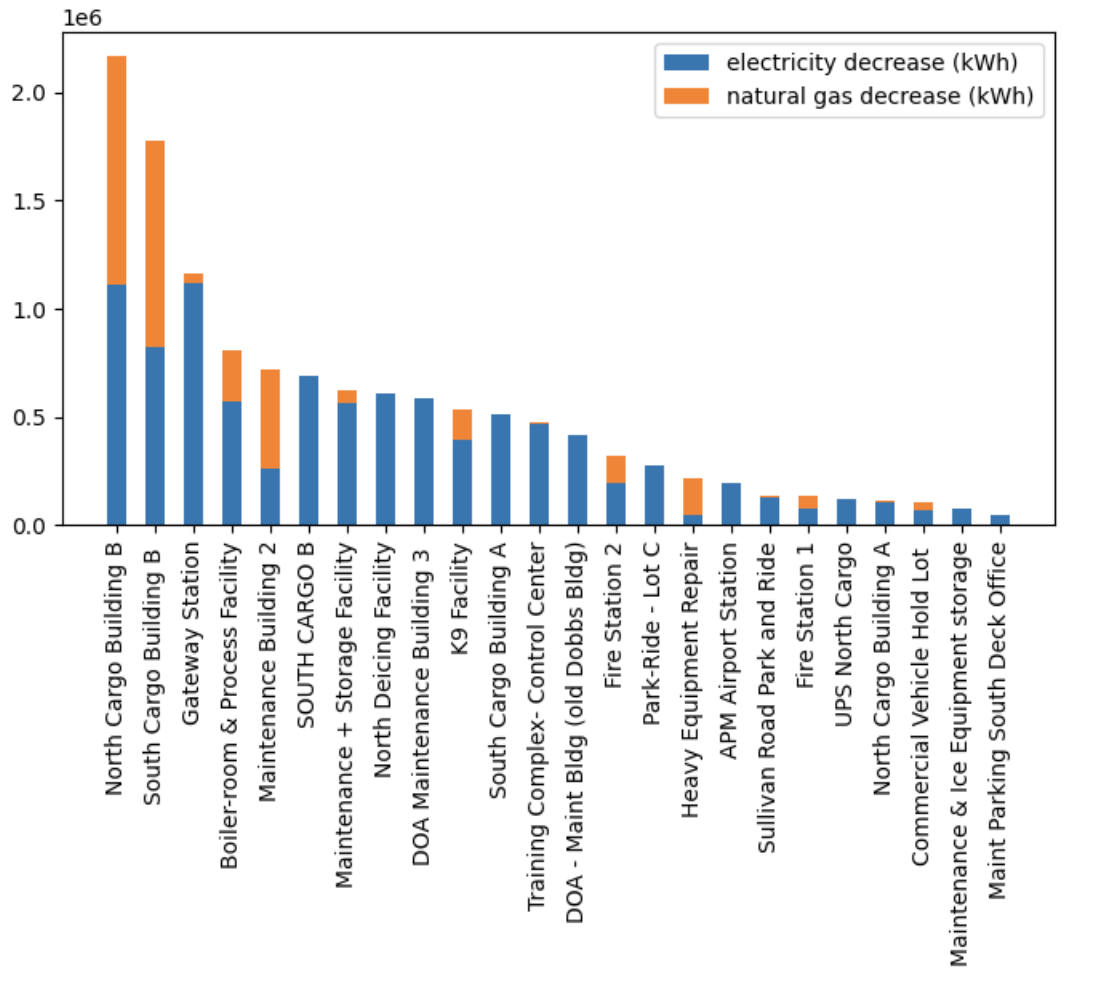 1e6
electricity decrease (kWh)
natural gas decrease (kWh)
2.0
1.5
1.0
0.5
0.0
North Cargo Building B
South Cargo Building B
Gateway Station
Boiler-room & Process Facility
Maintenance Building 2
SOUTH CARGO B
Maintenance + Storage Facility
North Deicing Facility
DOA Maintenance Building 3
K9 Facility
South Cargo Building A
Training Complex- Control Center
DOA - Maint Bldg (old Dobbs Bldg)
Fire Station 2
Park-Ride - Lot C
Heavy Equipment Repair
APM Airport Station
Sullivan Road Park and Ride
Fire Station 1
UPS North Cargo
North Cargo Building A
Commercial Vehicle Hold Lot
Maintenance & Ice Equipment storage
Maint Parking South Deck Office